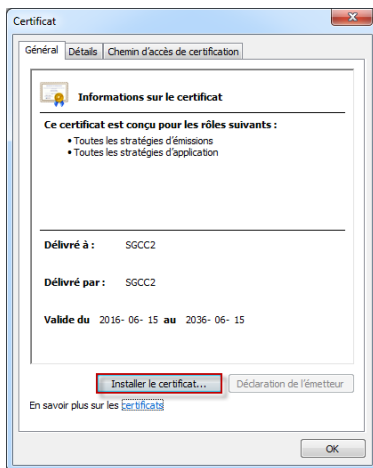 Certificat
Général Détails Chemin d'accès de certification
Informations sur le certificat
Ce certificat est conçu pour les rôles suivants :
• Toutes les stratégies d'émissions
• Toutes les stratégies d'application
Délivré à : SGCC2
Délivré par : SGCC2
Valide du 2016- 06- 15 au 2036- 06- 15
Installer le certificat... Déclaration de l'émetteur
En savoir plus sur les certificats
OK